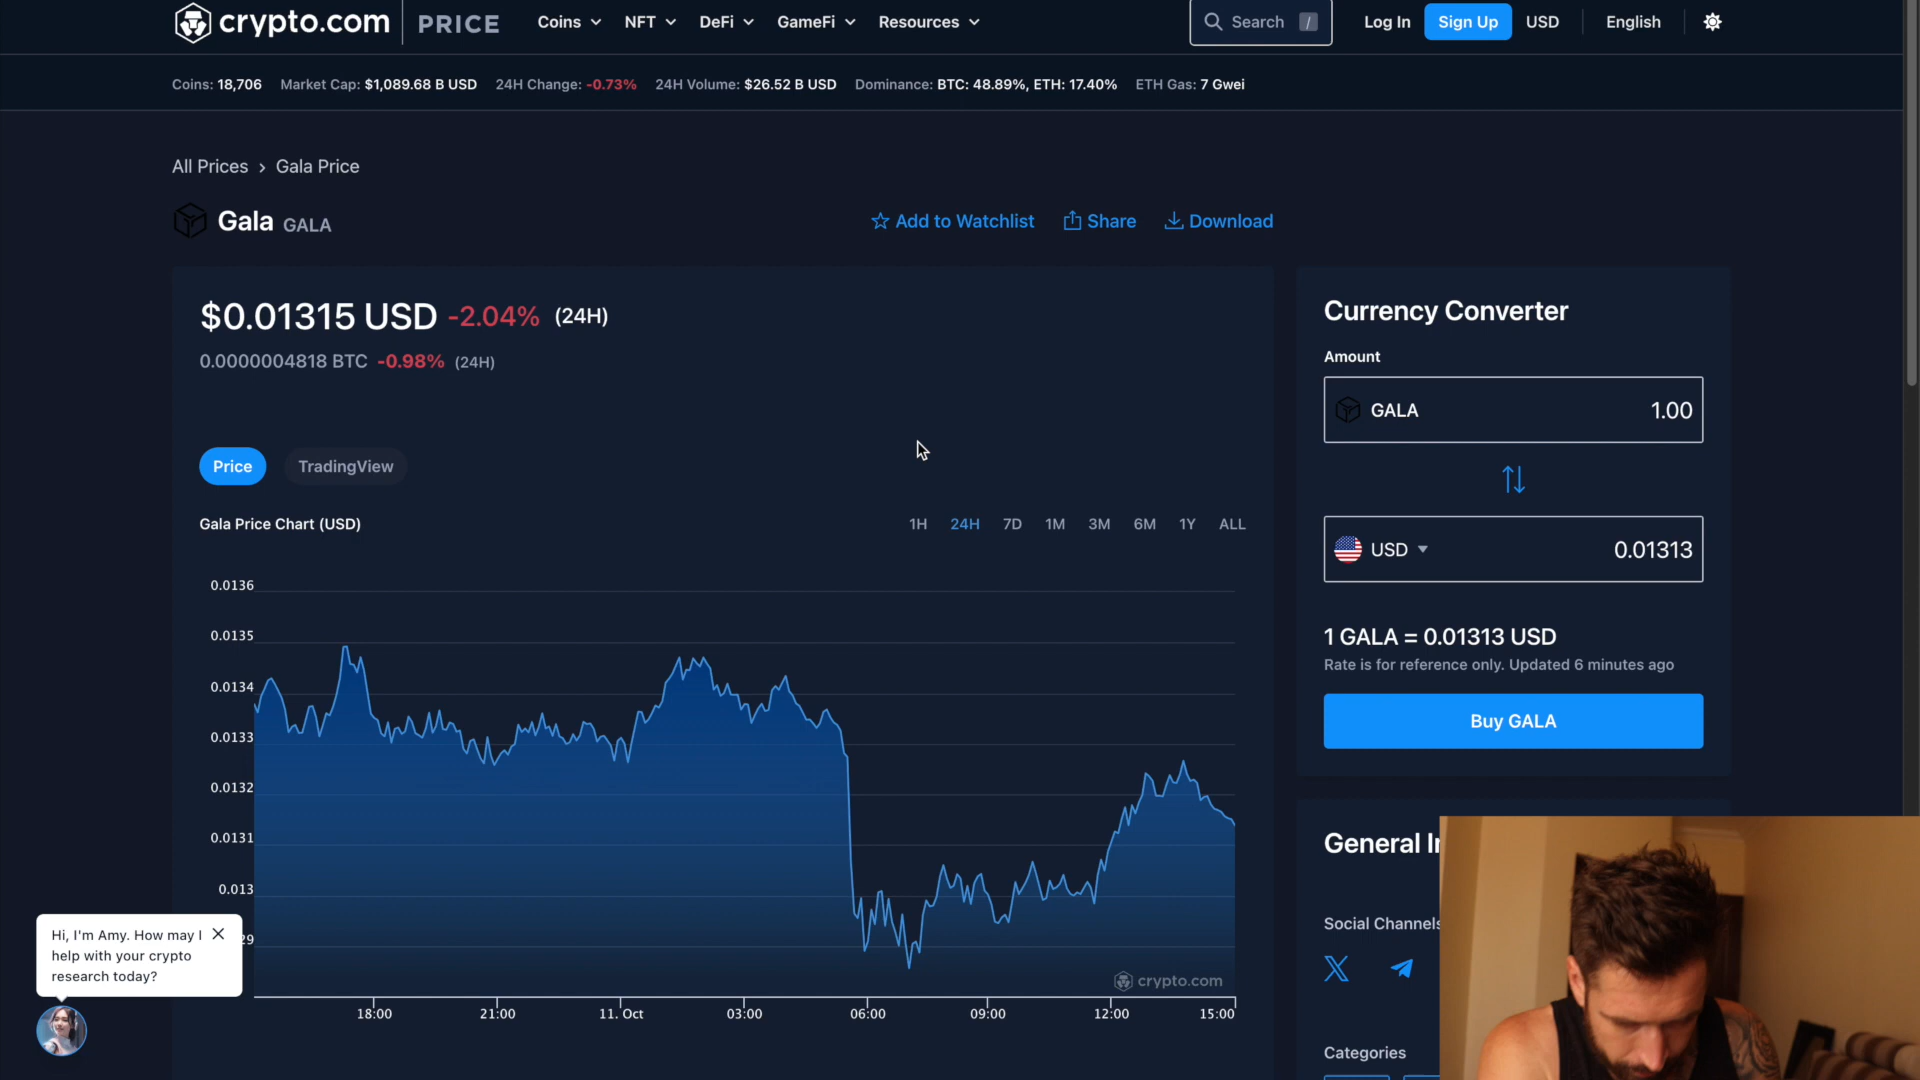 crypto.com PRICE Coins NFT DeFi GameFi Resources Search / Log In Sign Up USD English
Coins: 18,706 Market Cap: $1,089.68 B USD 24H Change: -0.73% 24H Volume: $26.52 B USD Dominance: BTC: 48.89%, ETH: 17.40% ETH Gas: 7 Gwei
All Prices › Gala Price
Gala GALA
Add to Watchlist Share Download
$0.01315 USD -2.04% (24H)
0.0000004818 BTC -0.98% (24H)
Price TradingView
Gala Price Chart (USD)
1H 24H 7D 1M 3M 6M 1Y ALL
0.0136
0.0135
0.0134
0.0133
0.0132
0.0131
0.013
29
crypto.com
18:00 21:00 11. Oct 03:00 06:00 09:00 12:00 15:00
Currency Converter
Amount
GALA 1.00
USD 0.01313
1 GALA = 0.01313 USD
Rate is for reference only. Updated 6 minutes ago
Buy GALA
General
Social Channels
Categories
Hi, I'm Amy. How may I
help with your crypto
research today?